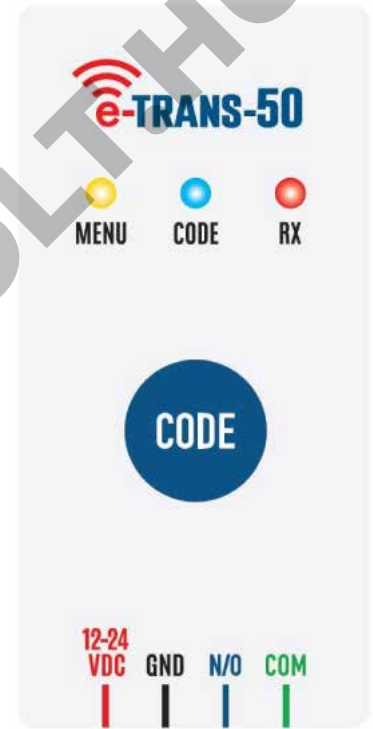 e-TRANS-50
MENU CODE RX
CODE
12-24
VDC GND N/O COM